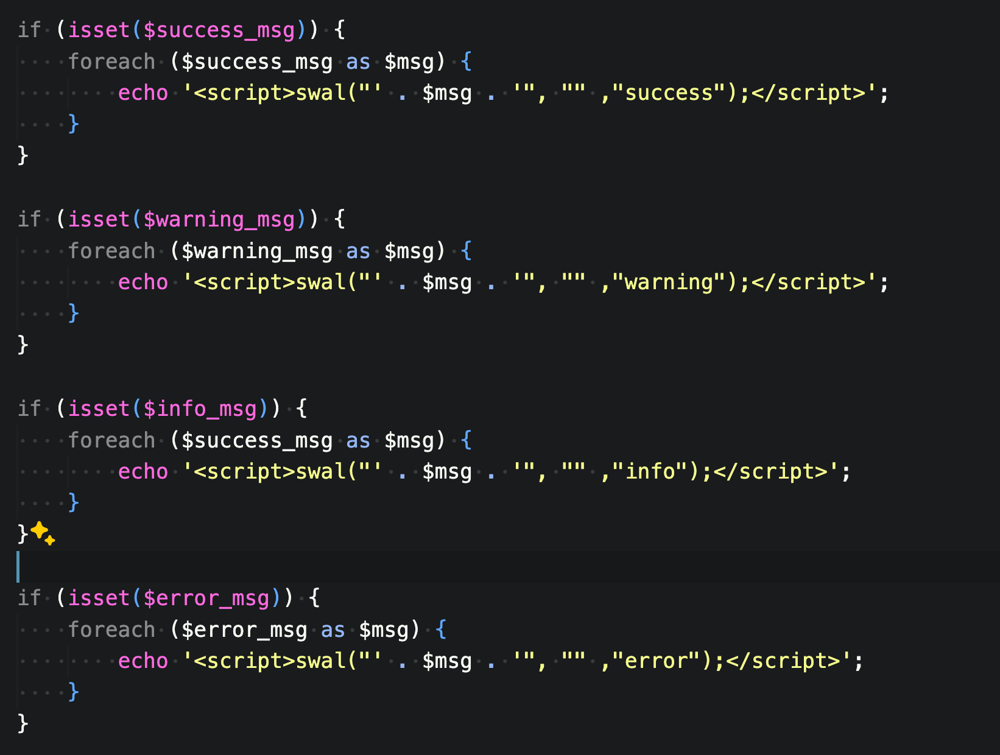 if (isset($success_msg)) {
    foreach ($success_msg as $msg) {
        echo '<script>swal("' . $msg . '", "" ,"success");</script>';
    }
}

if (isset($warning_msg)) {
    foreach ($warning_msg as $msg) {
        echo '<script>swal("' . $msg . '", "" ,"warning");</script>';
    }
}

if (isset($info_msg)) {
    foreach ($success_msg as $msg) {
        echo '<script>swal("' . $msg . '", "" ,"info");</script>';
    }
}

if (isset($error_msg)) {
    foreach ($error_msg as $msg) {
        echo '<script>swal("' . $msg . '", "" ,"error");</script>';
    }
}